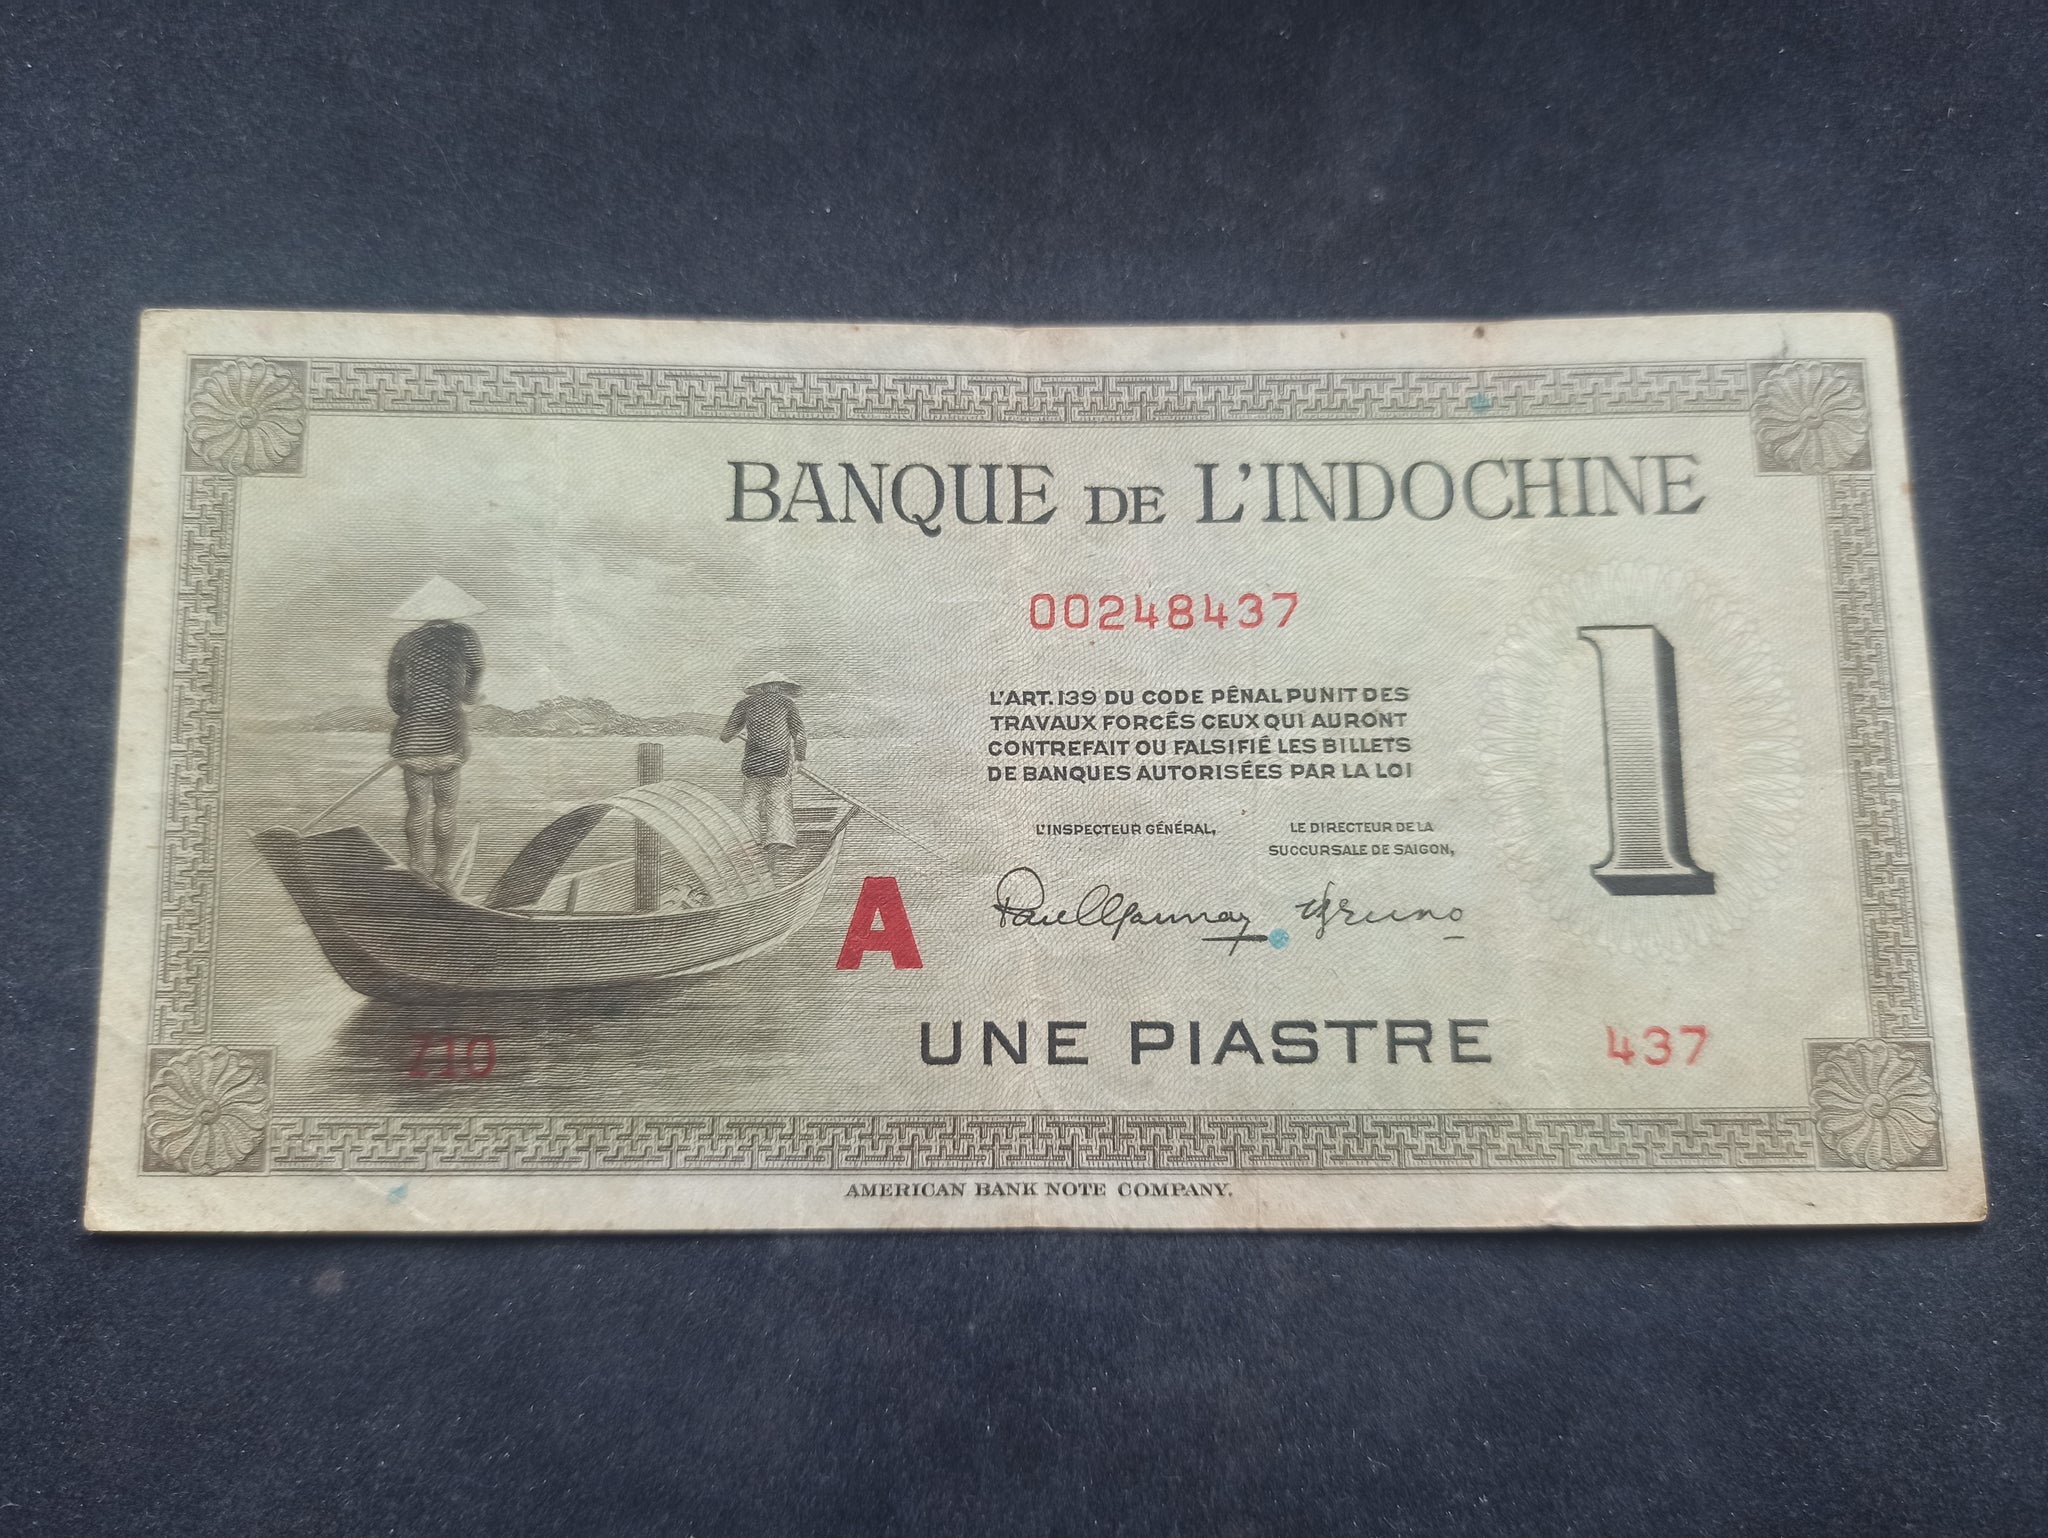 BANQUE DE L'INDOCHINE
00248437
L'ART. 139 DU CODE PÉNAL PUNIT DES
TRAVAUX FORCÉS CEUX QUI AURONT
CONTREFAIT OU FALSIFIÉ LES BILLETS
DE BANQUES AUTORISÉES PAR LA LOI
L'INSPECTEUR GÉNÉRAL,
LE DIRECTEUR DE LA
SUCCURSALE DE SAIGON,
A
UNE PIASTRE
1
Z10
437
AMERICAN BANK NOTE COMPANY.